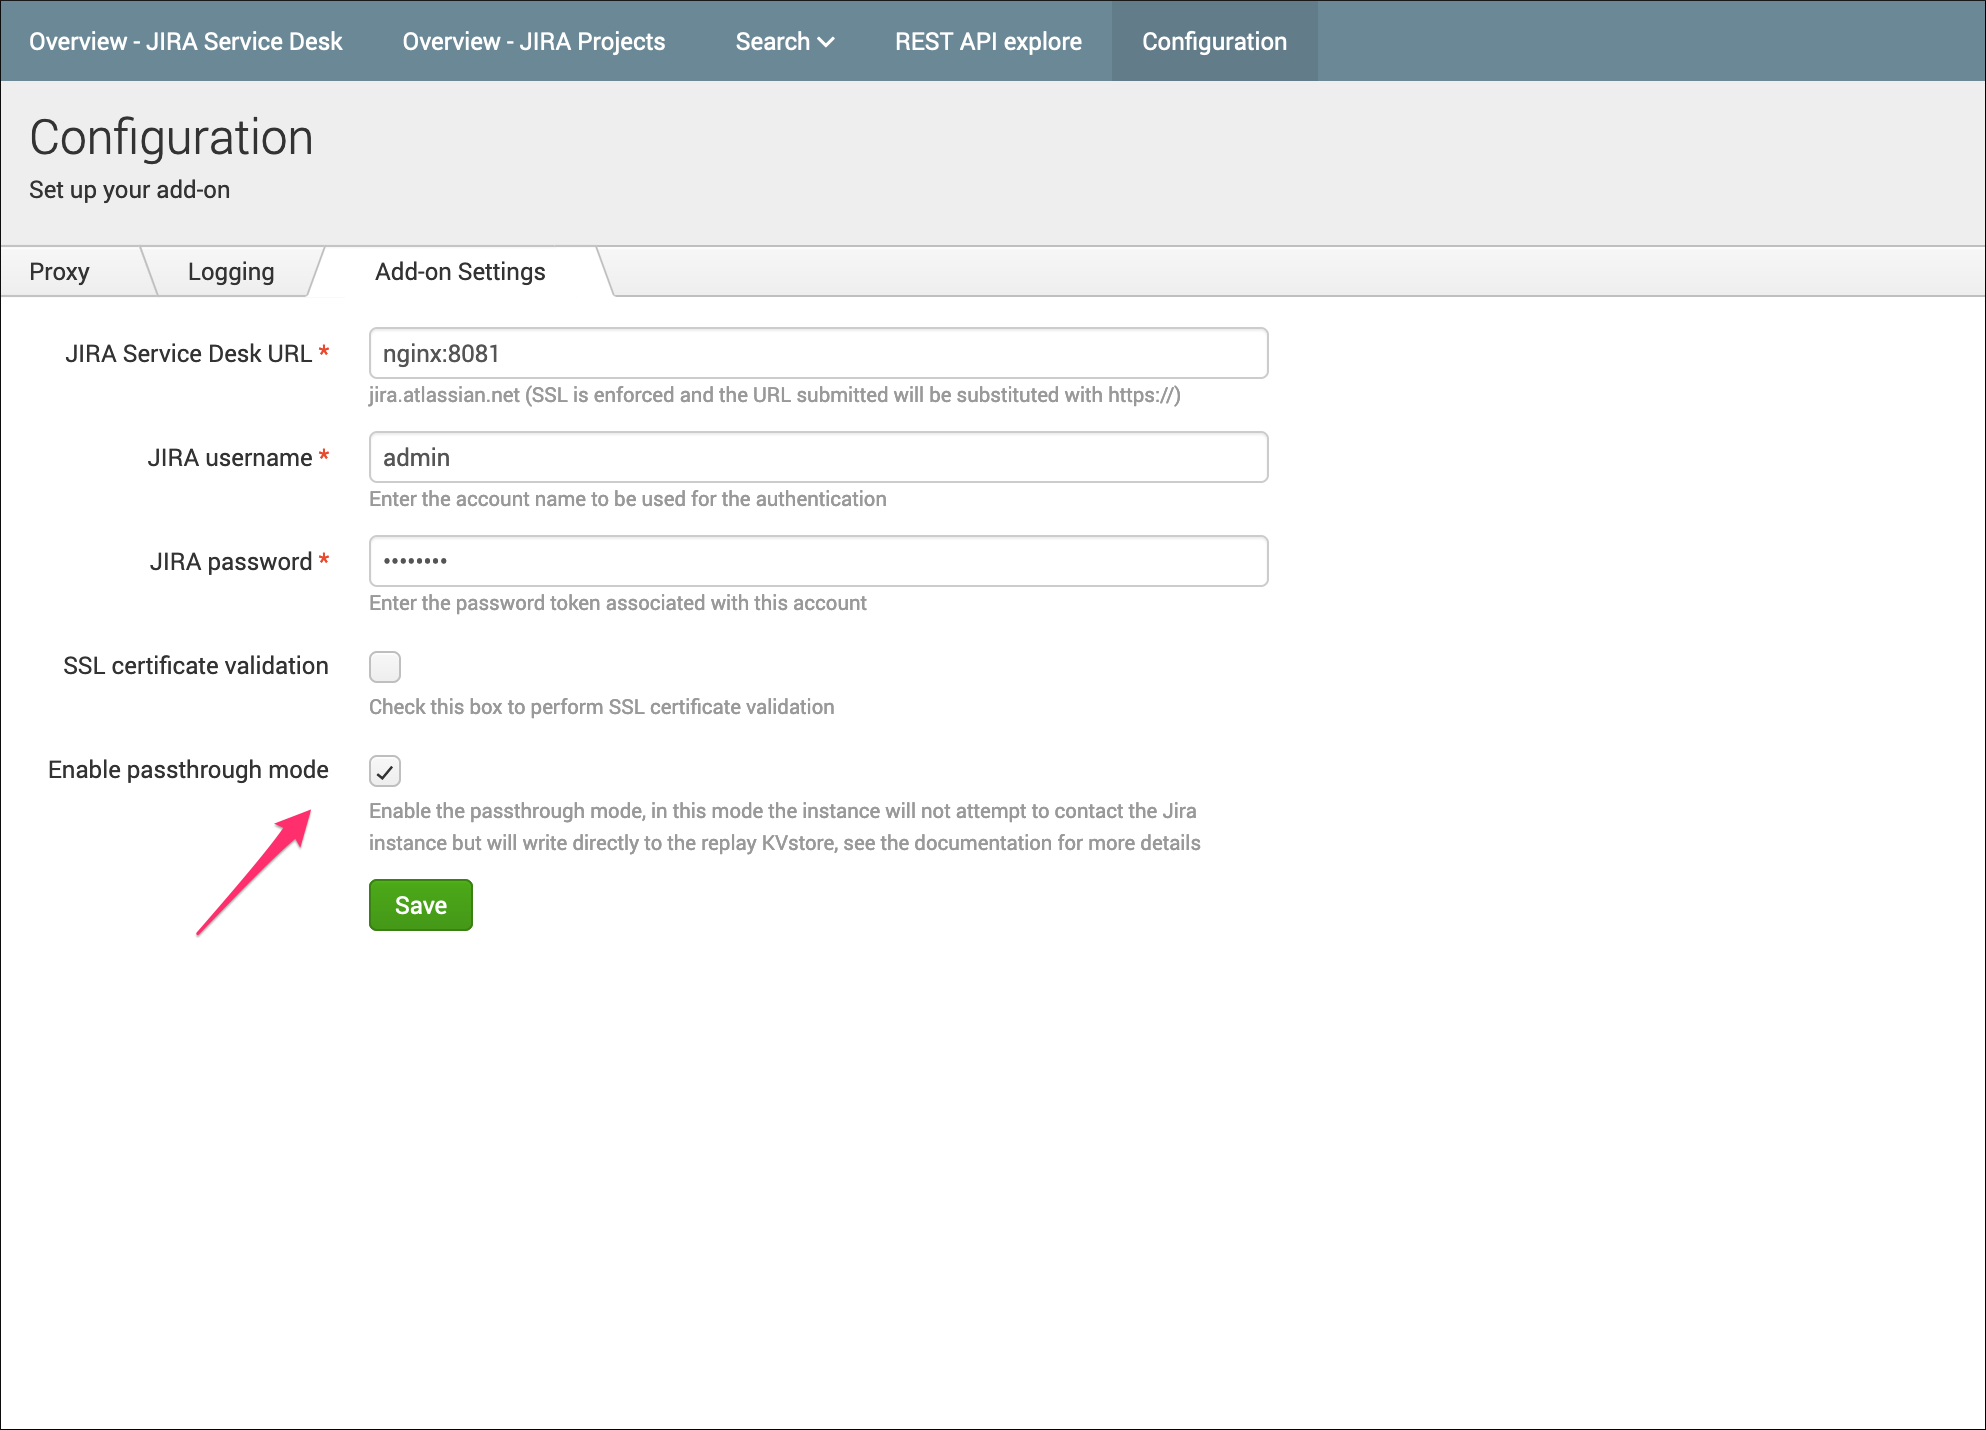 Overview - JIRA Service Desk Overview - JIRA Projects Search REST API explore Configuration
Configuration
Set up your add-on
Proxy Logging Add-on Settings
JIRA Service Desk URL * nginx:8081
jira.atlassian.net (SSL is enforced and the URL submitted will be substituted with https://)
JIRA username * admin
Enter the account name to be used for the authentication
JIRA password * ••••••••
Enter the password token associated with this account
SSL certificate validation
Check this box to perform SSL certificate validation
Enable passthrough mode
Enable the passthrough mode, in this mode the instance will not attempt to contact the Jira
instance but will write directly to the replay KVstore, see the documentation for more details
Save